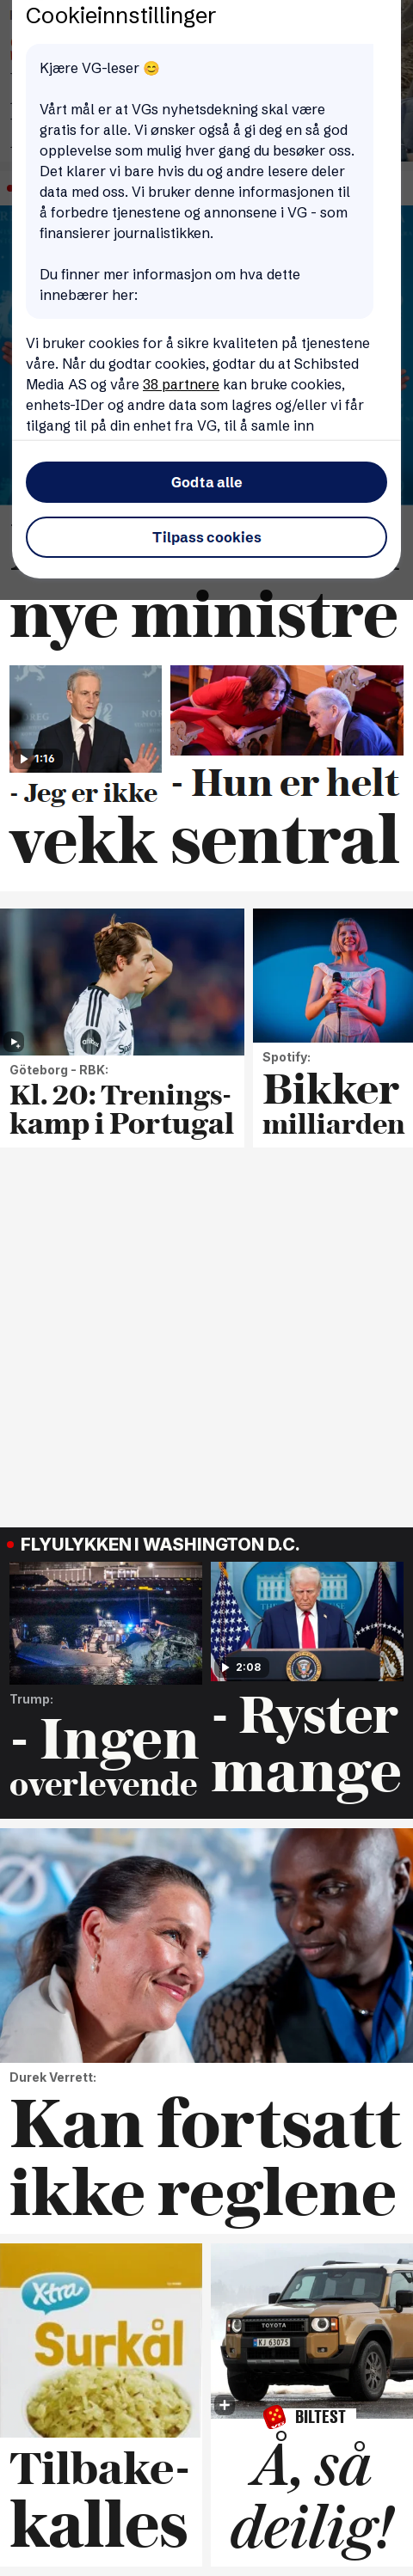 Cookieinnstillinger
Kjære VG-leser 😊
Vårt mål er at VGs nyhetsdekning skal være
gratis for alle. Vi ønsker også å gi deg en så god
opplevelse som mulig hver gang du besøker oss.
Det klarer vi bare hvis du og andre lesere deler
data med oss. Vi bruker denne informasjonen til
å forbedre tjenestene og annonsene i VG - som
finansierer journalistikken.
Du finner mer informasjon om hva dette
innebærer her:
Vi bruker cookies for å sikre kvaliteten på tjenestene
våre. Når du godtar cookies, godtar du at Schibsted
Media AS og våre 38 partnere kan bruke cookies,
enhets-IDer og andre data som lagres og/eller vi får
tilgang til på din enhet fra VG, til å samle inn
Godta alle
Tilpass cookies
nye ministre
1:16
- Jeg er ikke
vekk
- Hun er helt
sentral
Göteborg - RBK:
Kl. 20: Trenings-
kamp i Portugal
Spotify:
Bikker
milliarden
FLYULYKKEN I WASHINGTON D.C.
Trump:
- Ingen
overlevende
2:08
- Ryster
mange
Durek Verrett:
Kan fortsatt
ikke reglene
Xtra
Surkål
Tilbake-
kalles
TOYOTA
KJ 63075
BILTEST
Å, så
deilig!